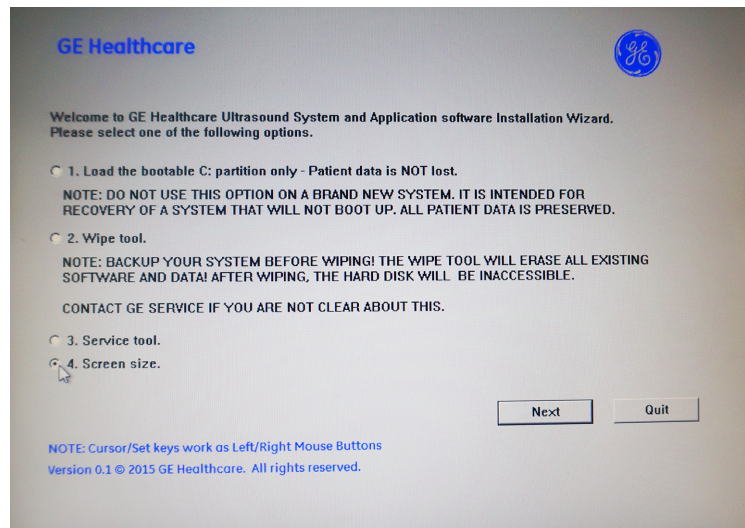 GE Healthcare
GE
Welcome to GE Healthcare Ultrasound System and Application software Installation Wizard.
Please select one of the following options.
1. Load the bootable C: partition only - Patient data is NOT lost.
NOTE: DO NOT USE THIS OPTION ON A BRAND NEW SYSTEM. IT IS INTENDED FOR
RECOVERY OF A SYSTEM THAT WILL NOT BOOT UP. ALL PATIENT DATA IS PRESERVED.
2. Wipe tool.
NOTE: BACKUP YOUR SYSTEM BEFORE WIPING! THE WIPE TOOL WILL ERASE ALL EXISTING
SOFTWARE AND DATA! AFTER WIPING, THE HARD DISK WILL BE INACCESSIBLE.
CONTACT GE SERVICE IF YOU ARE NOT CLEAR ABOUT THIS.
3. Service tool.
4. Screen size.
Next
Quit
NOTE: Cursor/Set keys work as Left/Right Mouse Buttons
Version 0.1 © 2015 GE Healthcare. All rights reserved.